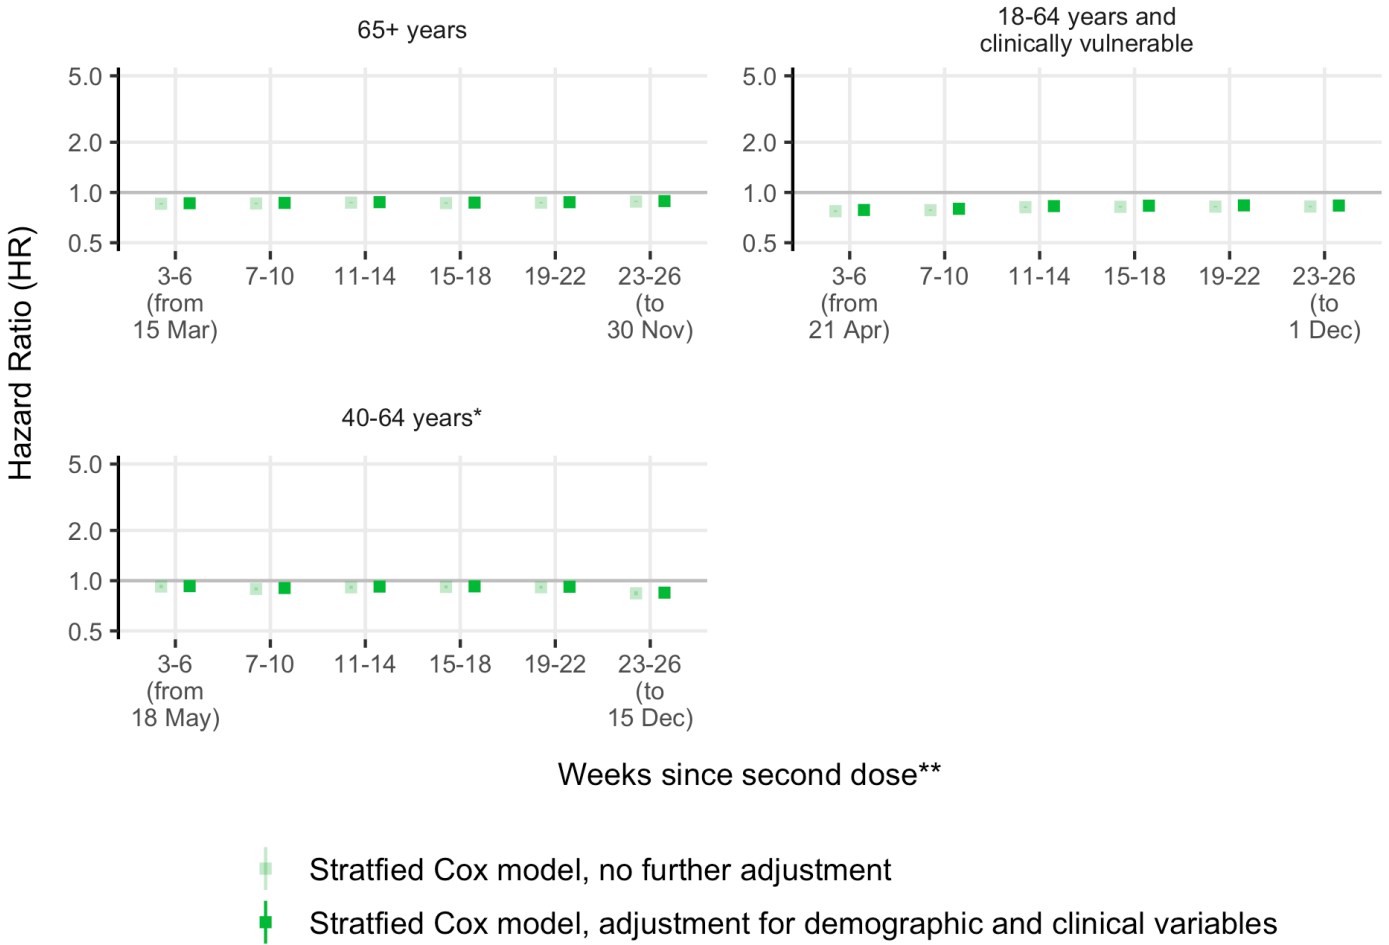 65+ years
18-64 years and
clinically vulnerable
Hazard Ratio (HR)
5.0
2.0
1.0
0.5
3-6
(from
15 Mar)
7-10
11-14
15-18
19-22
23-26
(to
30 Nov)
5.0
2.0
1.0
0.5
3-6
(from
21 Apr)
7-10
11-14
15-18
19-22
23-26
(to
1 Dec)
40-64 years*
5.0
2.0
1.0
0.5
3-6
(from
18 May)
7-10
11-14
15-18
19-22
23-26
(to
15 Dec)
Weeks since second dose**
Stratfied Cox model, no further adjustment
Stratfied Cox model, adjustment for demographic and clinical variables